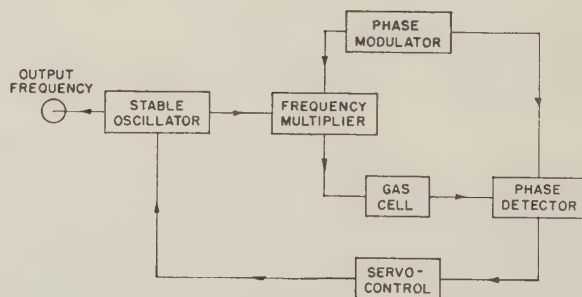 PHASE
MODULATOR
OUTPUT
FREQUENCY
STABLE
OSCILLATOR
FREQUENCY
MULTIPLIER
GAS
CELL
PHASE
DETECTOR
SERVO-
CONTROL